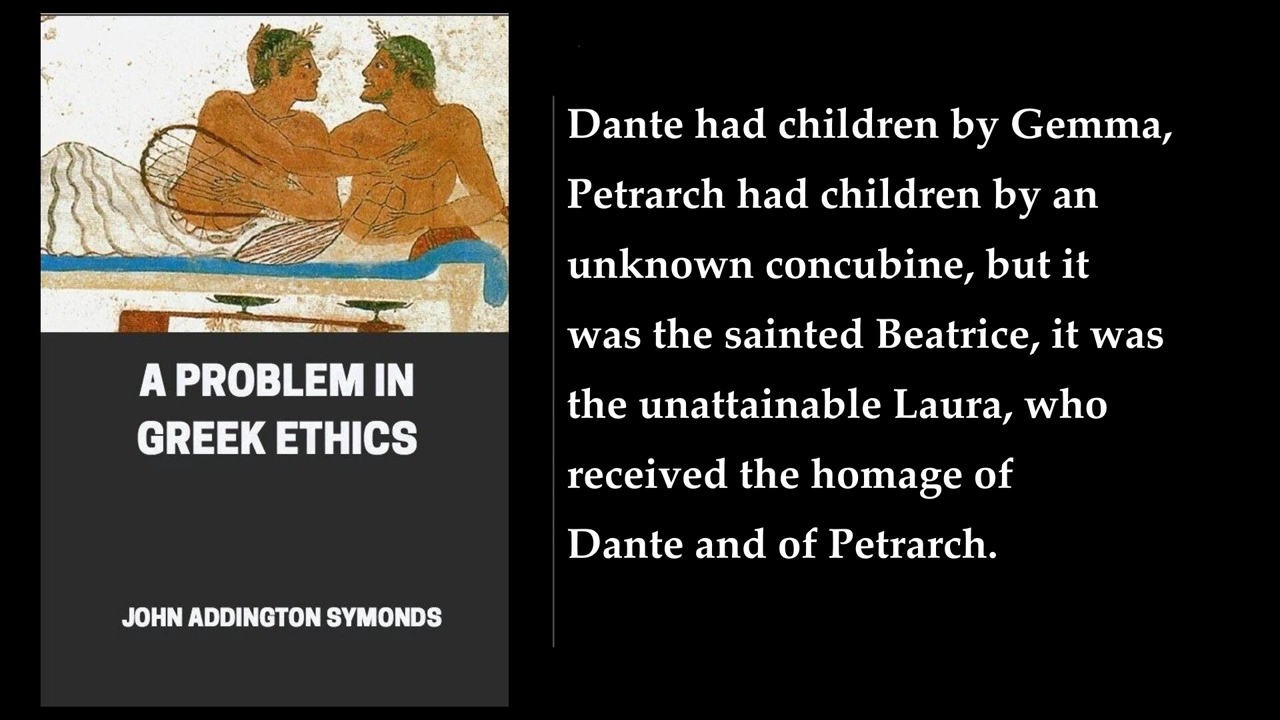 A PROBLEM IN
GREEK ETHICS
JOHN ADDINGTON SYMONDS
Dante had children by Gemma,
Petrarch had children by an
unknown concubine, but it
was the sainted Beatrice, it was
the unattainable Laura, who
received the homage of
Dante and of Petrarch.